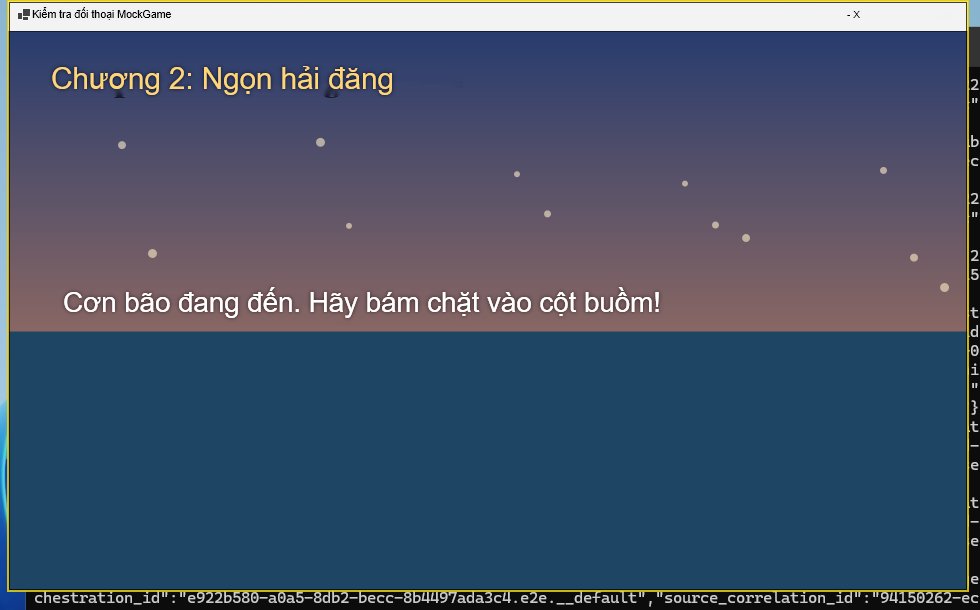 Kiểm tra đối thoại MockGame
- X
Chương 2: Ngọn hải đăng
Cơn bão đang đến. Hãy bám chặt vào cột buồm!
chestration_id":"e922b580-a0a5-8db2-becc-8b4497ada3c4.e2e.__default","source_correlation_id":"94150262-e